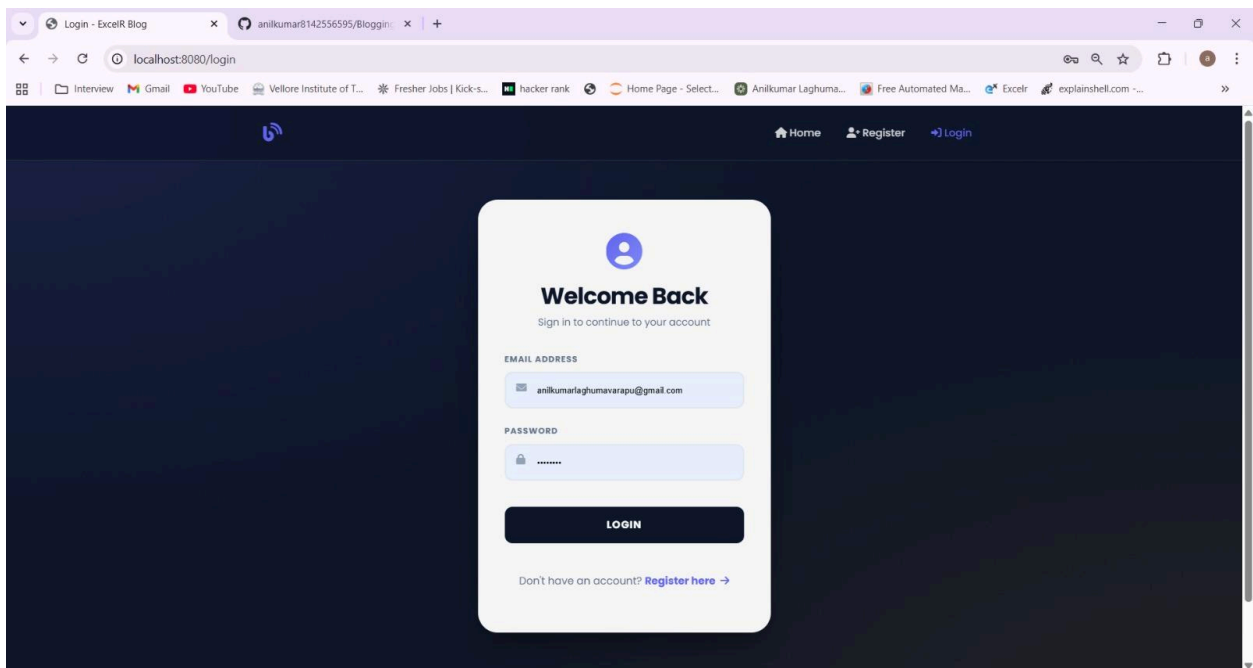 Login - ExcelR Blog
anilkumar8142556595/Blogging
localhost:8080/login
Interview Gmail YouTube Vellore Institute of T... Fresher Jobs | Kick-s... hacker rank Home Page - Select... Anilkumar Laghuma... Free Automated Ma... Excelr explainshell.com -...
Home Register Login
Welcome Back
Sign in to continue to your account
EMAIL ADDRESS
anilkumarlaghumavarapu@gmail.com
PASSWORD
........
LOGIN
Don't have an account? Register here →